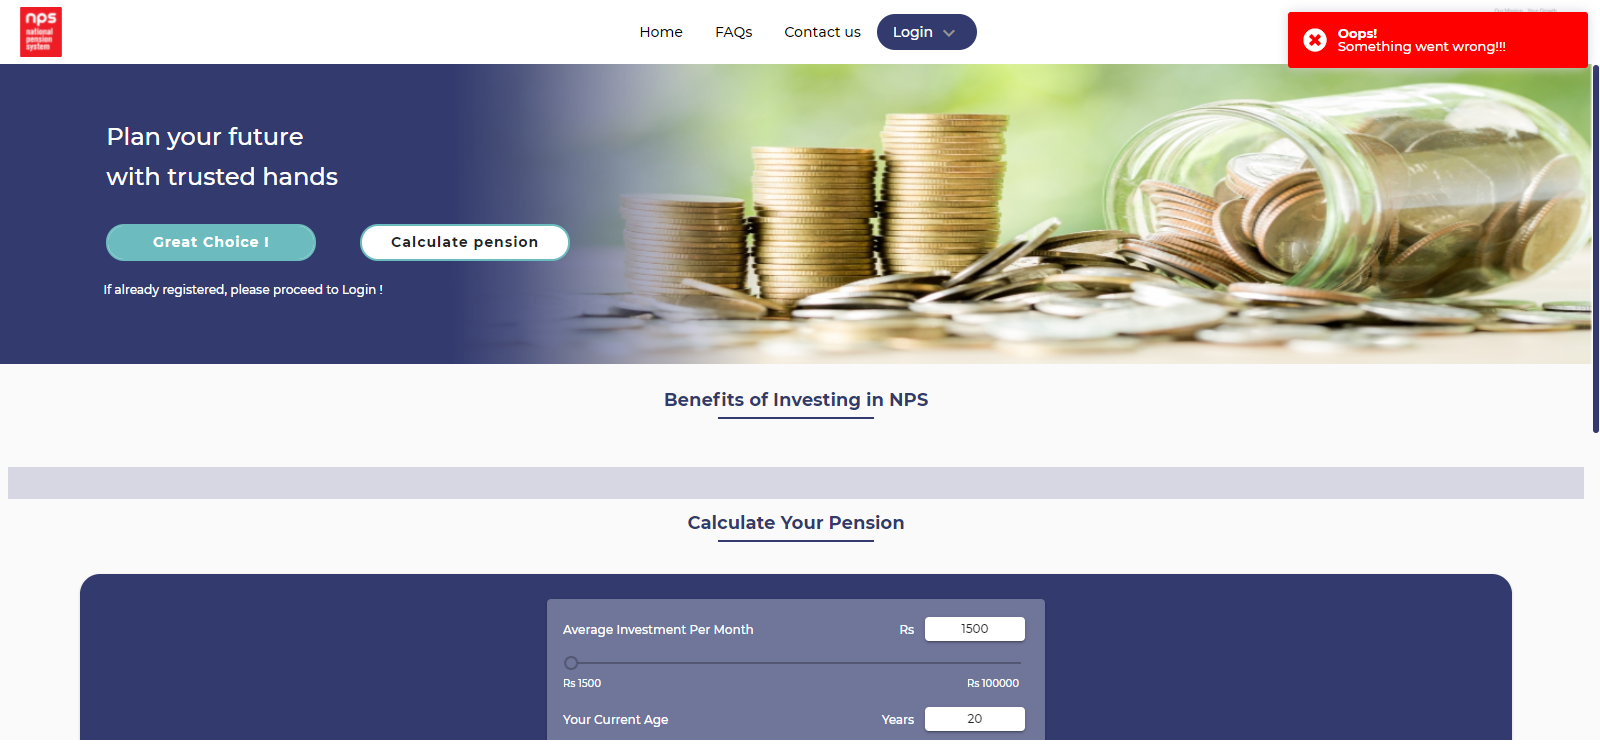 nps
national
pension
system
Home
FAQs
Contact us
Login
Oops!
Something went wrong!!!
Plan your future
with trusted hands
Great Choice !
Calculate pension
If already registered, please proceed to Login !
Benefits of Investing in NPS
Calculate Your Pension
Average Investment Per Month Rs 1500
Rs 1500 Rs 100000
Your Current Age Years 20